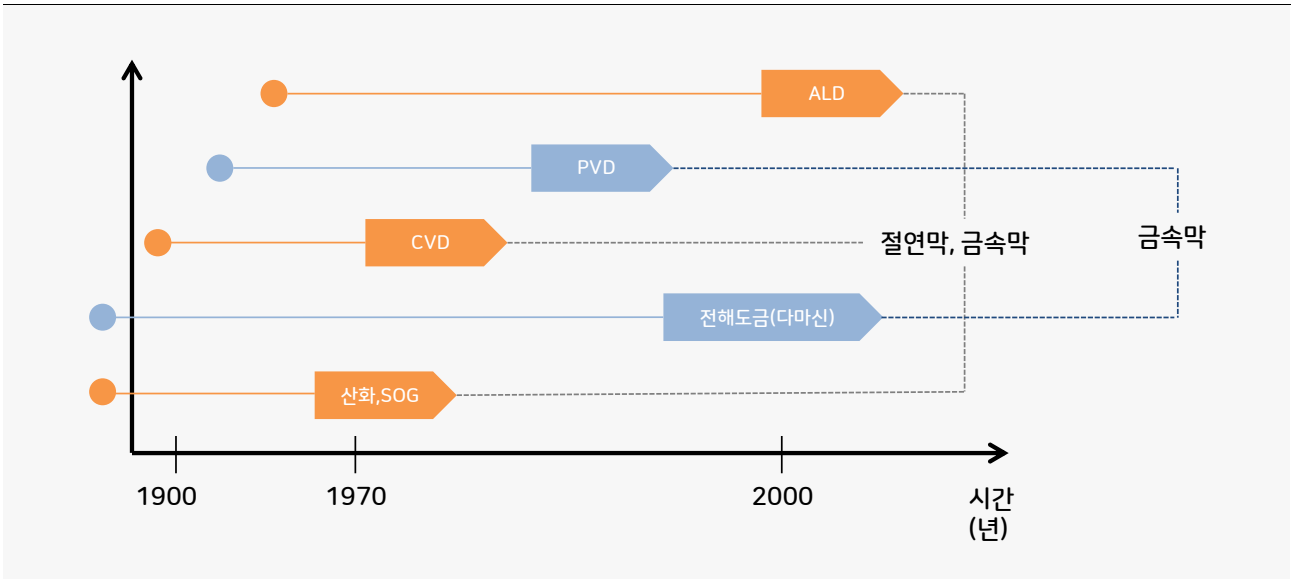 ALD
PVD
CVD
절연막, 금속막
금속막
전해도금(다마신)
산화,SOG
1900
1970
2000
시간
(년)